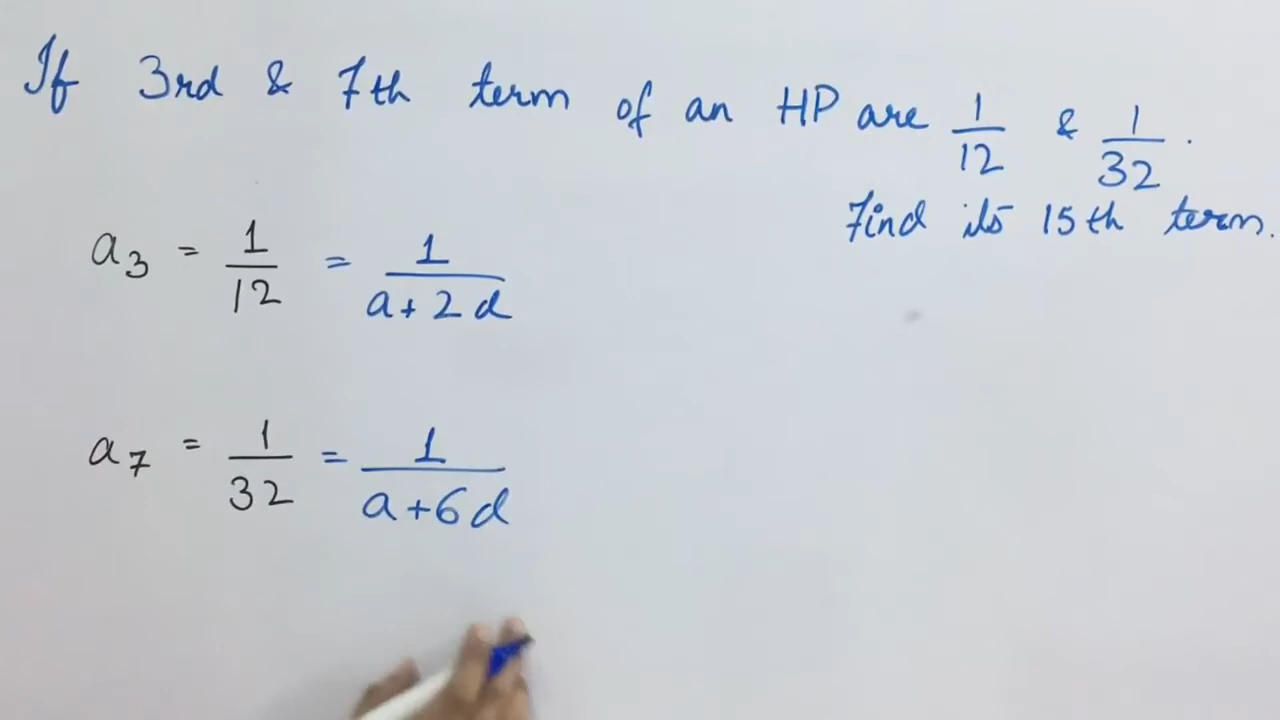 If 3rd & 7th term of an HP are 1/12 & 1/32.
Find its 15th term.
a₃ = 1/12 = 1/(a+2d)
a₇ = 1/32 = 1/(a+6d)